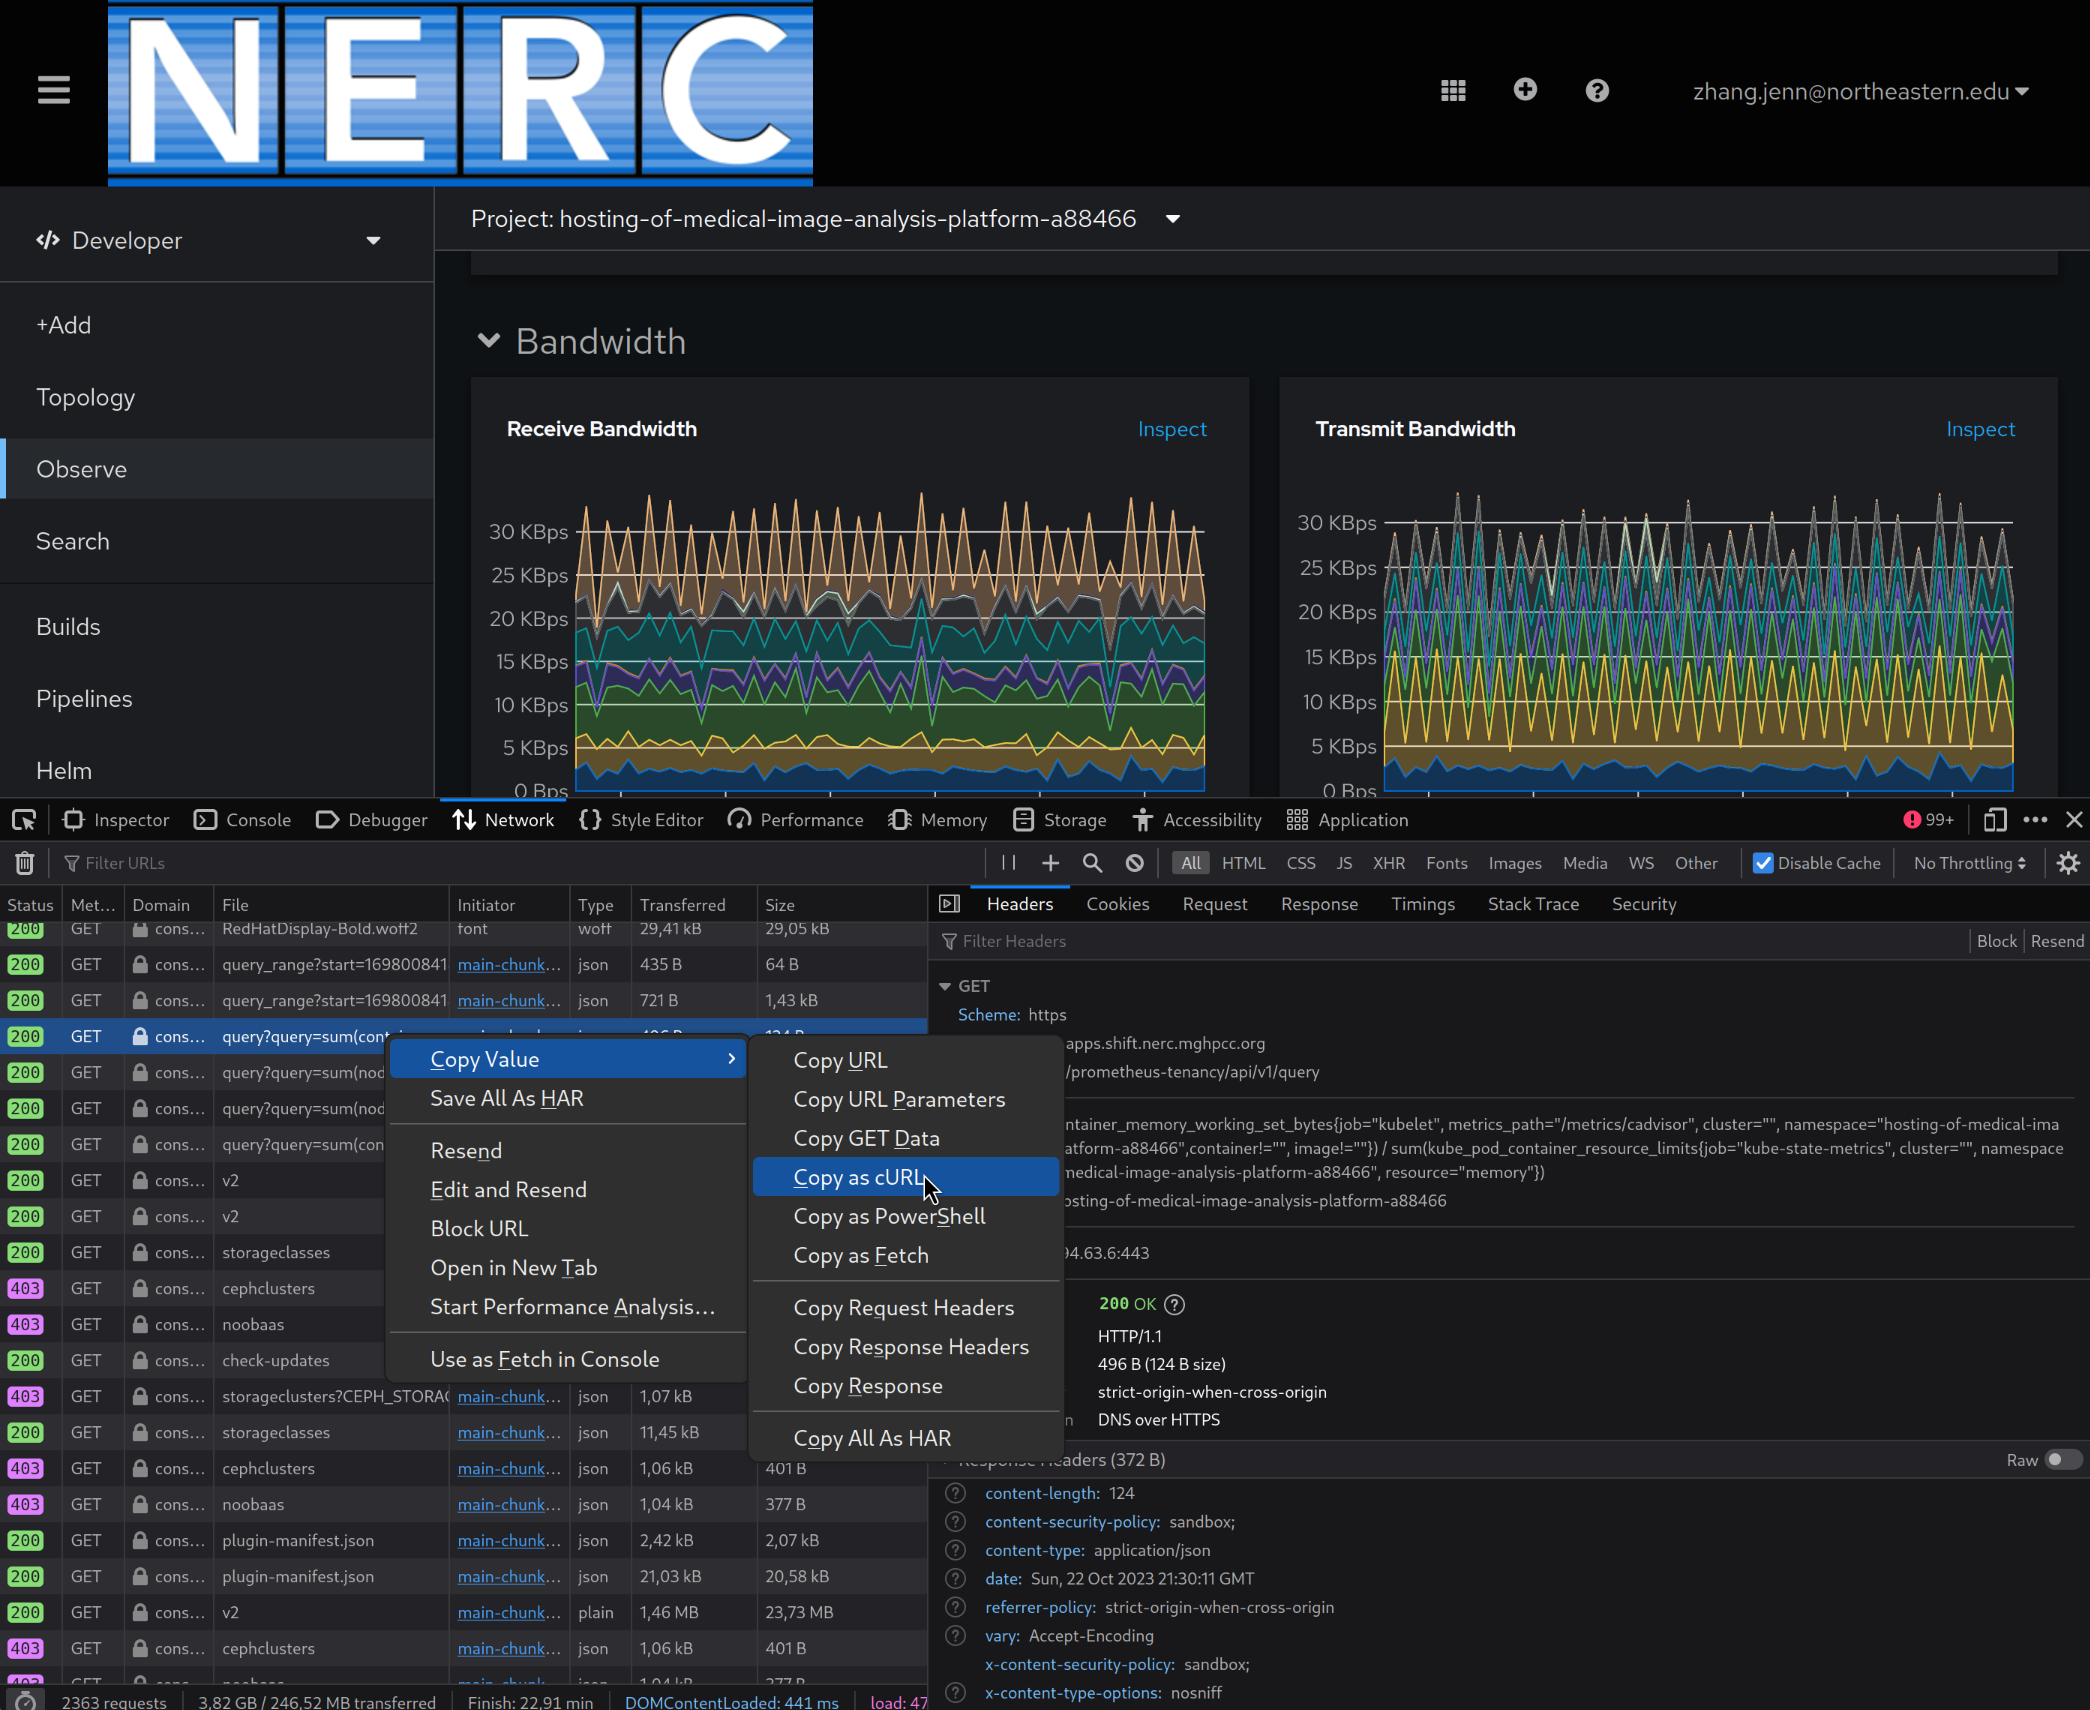 NERC
zhang.jenn@northeastern.edu
Developer
Project: hosting-of-medical-image-analysis-platform-a88466
+Add
Topology
Observe
Search
Builds
Pipelines
Helm
Bandwidth
Receive Bandwidth
Inspect
30 KBps
25 KBps
20 KBps
15 KBps
10 KBps
5 KBps
0 Bps
Transmit Bandwidth
Inspect
30 KBps
25 KBps
20 KBps
15 KBps
10 KBps
5 KBps
0 Bps
Inspector Console Debugger Network Style Editor Performance Memory Storage Accessibility Application 99+
Filter URLs All HTML CSS JS XHR Fonts Images Media WS Other Disable Cache No Throttling
Status Met... Domain File Initiator Type Transferred Size
200 GET cons... RedHatDisplay-Bold.woff2 font woff 29,41 kB 29,05 kB
200 GET cons... query_range?start=169800841 main-chunk... json 435 B 64 B
200 GET cons... query_range?start=169800841 main-chunk... json 721 B 1,43 kB
200 GET cons... query?query=sum(cont
200 GET cons... query?query=sum(nod
200 GET cons... query?query=sum(nod
200 GET cons... query?query=sum(con
200 GET cons... v2
200 GET cons... v2
200 GET cons... storageclasses
403 GET cons... cephclusters
403 GET cons... noobaas
200 GET cons... check-updates
403 GET cons... storageclusters?CEPH_STORAG main-chunk... json 1,07 kB
200 GET cons... storageclasses main-chunk... json 11,45 kB
403 GET cons... cephclusters main-chunk... json 1,06 kB 401 B
403 GET cons... noobaas main-chunk... json 1,04 kB 377 B
200 GET cons... plugin-manifest.json main-chunk... json 2,42 kB 2,07 kB
200 GET cons... plugin-manifest.json main-chunk... json 21,03 kB 20,58 kB
200 GET cons... v2 main-chunk... plain 1,46 MB 23,73 MB
403 GET cons... cephclusters main-chunk... json 1,06 kB 401 B
2363 requests 3,82 GB / 246,52 MB transferred Finish: 22,91 min DOMContentLoaded: 441 ms load: 47
Copy Value
Save All As HAR
Resend
Edit and Resend
Block URL
Open in New Tab
Start Performance Analysis...
Use as Fetch in Console
Copy URL
Copy URL Parameters
Copy GET Data
Copy as cURL
Copy as PowerShell
Copy as Fetch
Copy Request Headers
Copy Response Headers
Copy Response
Copy All As HAR
Headers Cookies Request Response Timings Stack Trace Security
Filter Headers Block Resend
GET
Scheme: https
apps.shift.nerc.mghpcc.org
/prometheus-tenancy/api/v1/query
ntainer_memory_working_set_bytes{job="kubelet", metrics_path="/metrics/cadvisor", cluster="", namespace="hosting-of-medical-ima
atform-a88466",container!="", image!=""}) / sum(kube_pod_container_resource_limits{job="kube-state-metrics", cluster="", namespace
medical-image-analysis-platform-a88466", resource="memory"})
osting-of-medical-image-analysis-platform-a88466
94.63.6:443
200 OK
HTTP/1.1
496 B (124 B size)
strict-origin-when-cross-origin
n DNS over HTTPS
Response Headers (372 B) Raw
content-length: 124
content-security-policy: sandbox;
content-type: application/json
date: Sun, 22 Oct 2023 21:30:11 GMT
referrer-policy: strict-origin-when-cross-origin
vary: Accept-Encoding
x-content-security-policy: sandbox;
x-content-type-options: nosniff